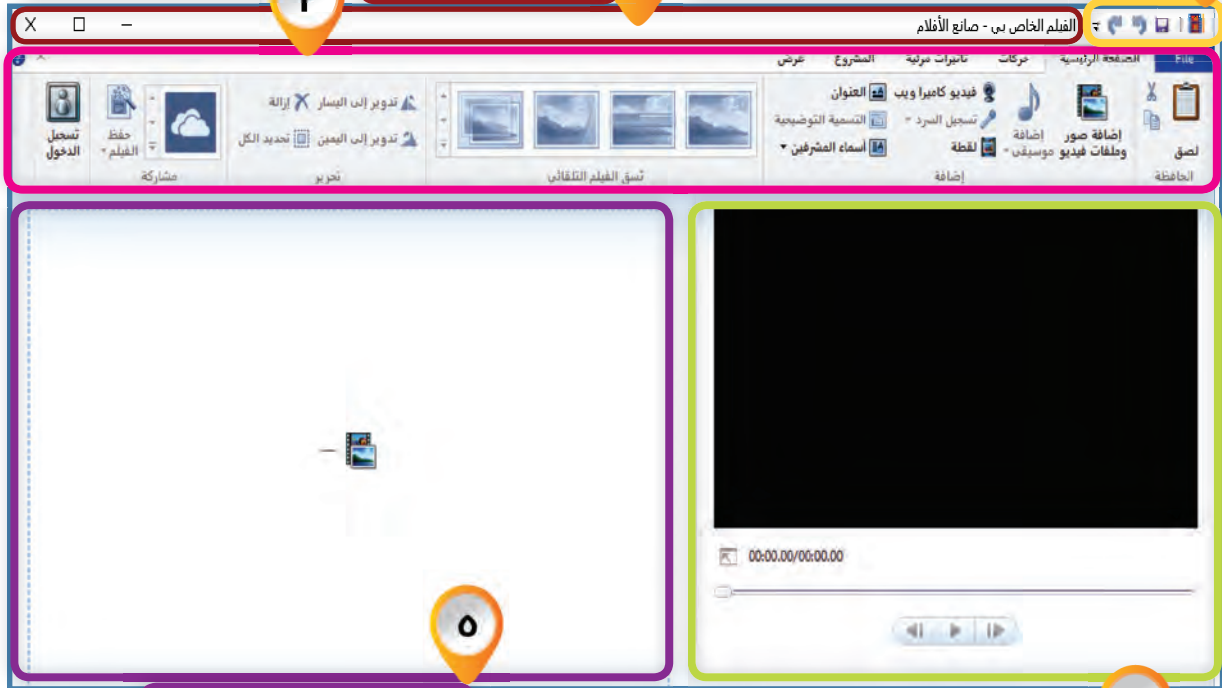 ٣
الفيلم الخاص بي - صانع الأفلام
File الصفحة الرئيسية حركات تأثيرات مرئية المشروع عرض
لصق
الحافظة
إضافة صور
وملفات فيديو
إضافة
موسيقى
فيديو كاميرا ويب
تسجيل السرد
لقطة
العنوان
التسمية التوضيحية
أسماء المشرفين
إضافة
نسق الفيلم التلقائي
تدوير إلى اليسار
تدوير إلى اليمين
إزالة
تحديد الكل
تحرير
مشاركة
حفظ
الفيلم
تسجيل
الدخول
00:00.00/00:00.00
٥